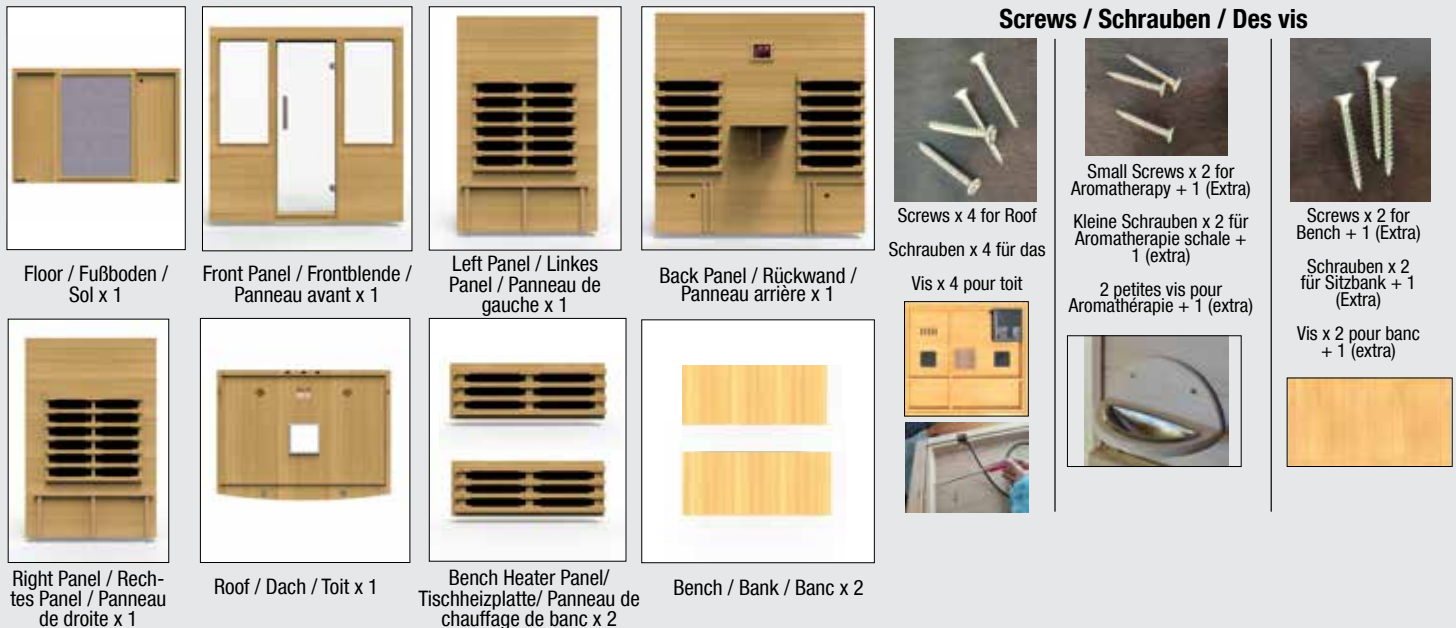 Screws / Schrauben / Des vis
Floor / Fußboden /
Sol x 1
Front Panel / Frontblende /
Panneau avant x 1
Left Panel / Linkes
Panel / Panneau de
gauche x 1
Back Panel / Rückwand /
Panneau arrière x 1
Right Panel / Rech-
tes Panel / Panneau
de droite x 1
Roof / Dach / Toit x 1
Bench Heater Panel/
Tischheizplatte/ Panneau de
chauffage de banc x 2
Bench / Bank / Banc x 2
Screws x 4 for Roof
Schrauben x 4 für das
Vis x 4 pour toit
Small Screws x 2 for
Aromatherapy + 1 (Extra)
Kleine Schrauben x 2 für
Aromatherapie schale +
1 (extra)
2 petites vis pour
Aromathérapie + 1 (extra)
Screws x 2 for
Bench + 1 (Extra)
Schrauben x 2
für Sitzbank + 1
(Extra)
Vis x 2 pour banc
+ 1 (extra)